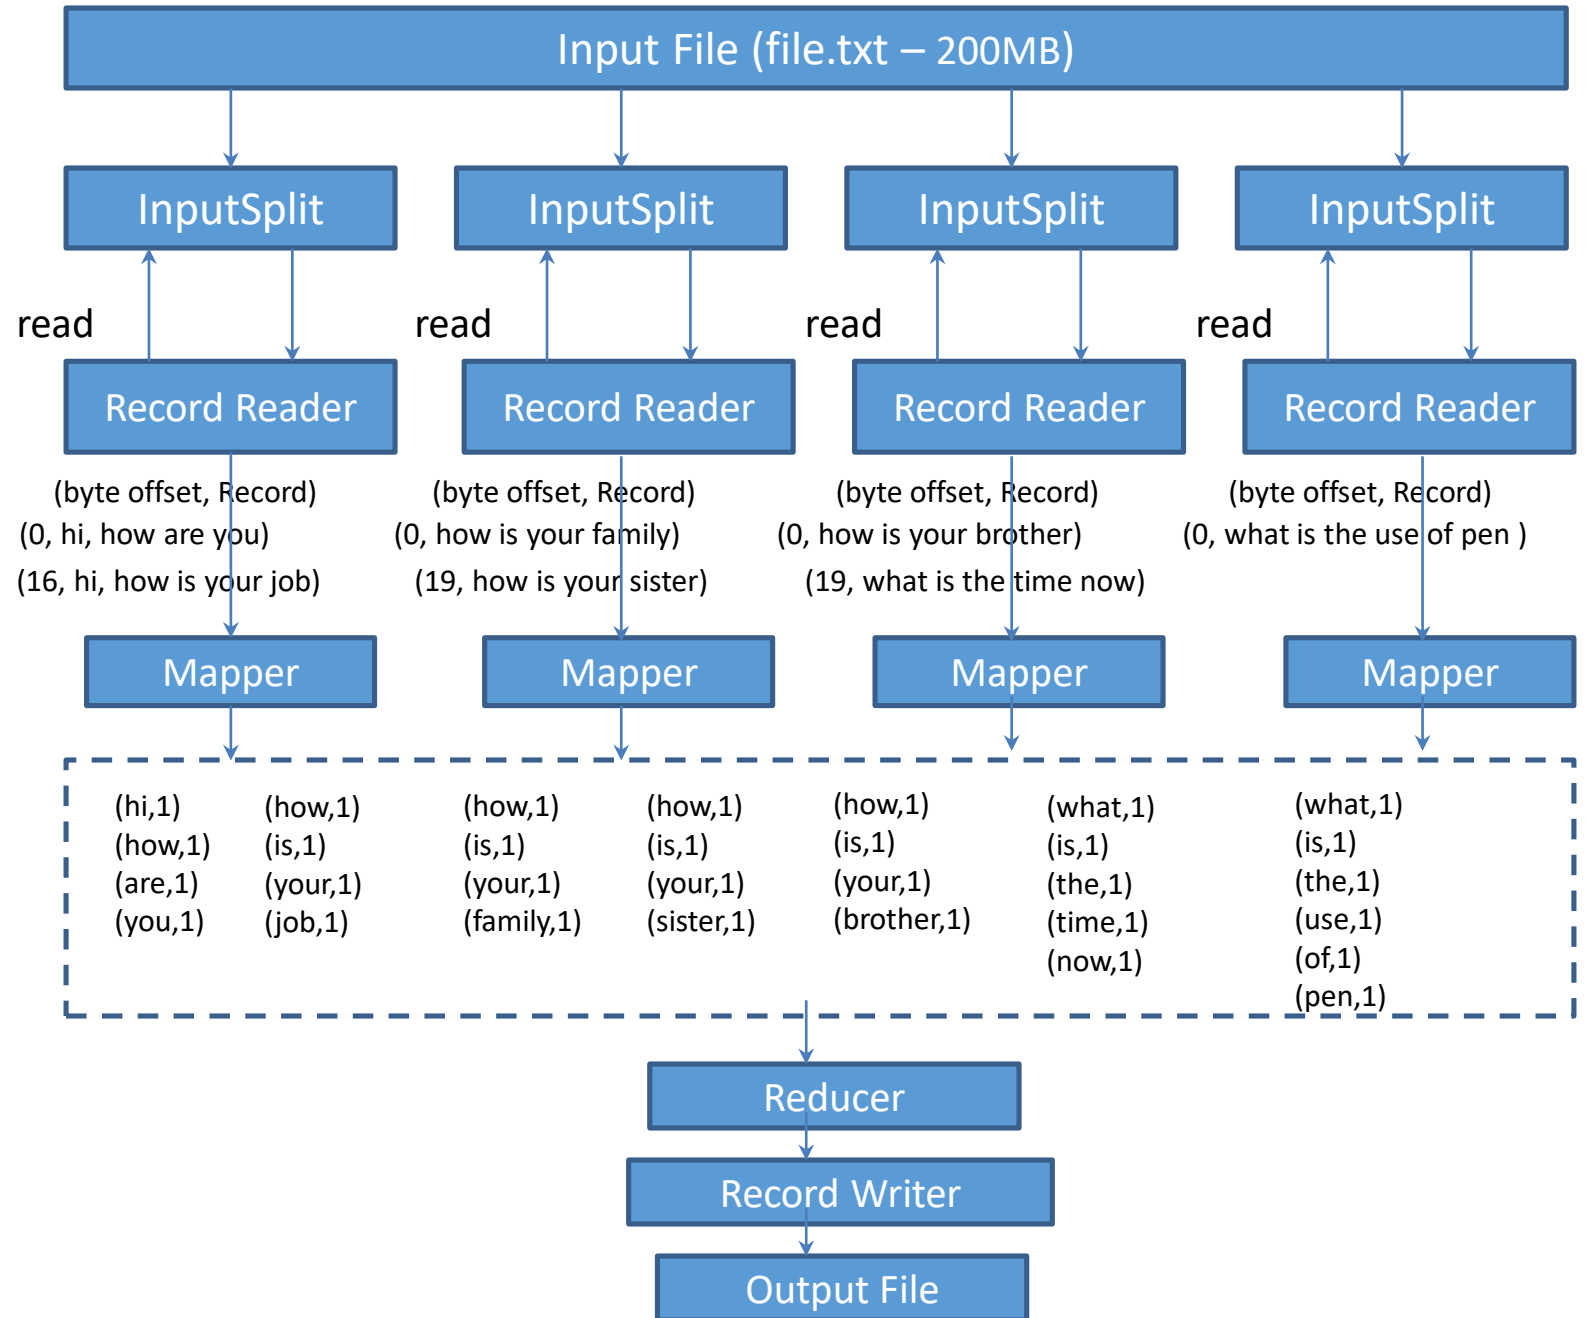 Input File (file.txt – 200MB)
InputSplit
InputSplit
InputSplit
InputSplit
read
read
read
read
Record Reader
Record Reader
Record Reader
Record Reader
(byte offset, Record)
(0, hi, how are you)
(16, hi, how is your job)
(byte offset, Record)
(0, how is your family)
(19, how is your sister)
(byte offset, Record)
(0, how is your brother)
(19, what is the time now)
(byte offset, Record)
(0, what is the use of pen )
Mapper
Mapper
Mapper
Mapper
(hi,1)
(how,1)
(are,1)
(you,1)
(how,1)
(is,1)
(your,1)
(job,1)
(how,1)
(is,1)
(your,1)
(family,1)
(how,1)
(is,1)
(your,1)
(sister,1)
(how,1)
(is,1)
(your,1)
(brother,1)
(what,1)
(is,1)
(the,1)
(time,1)
(now,1)
(what,1)
(is,1)
(the,1)
(use,1)
(of,1)
(pen,1)
Reducer
Record Writer
Output File